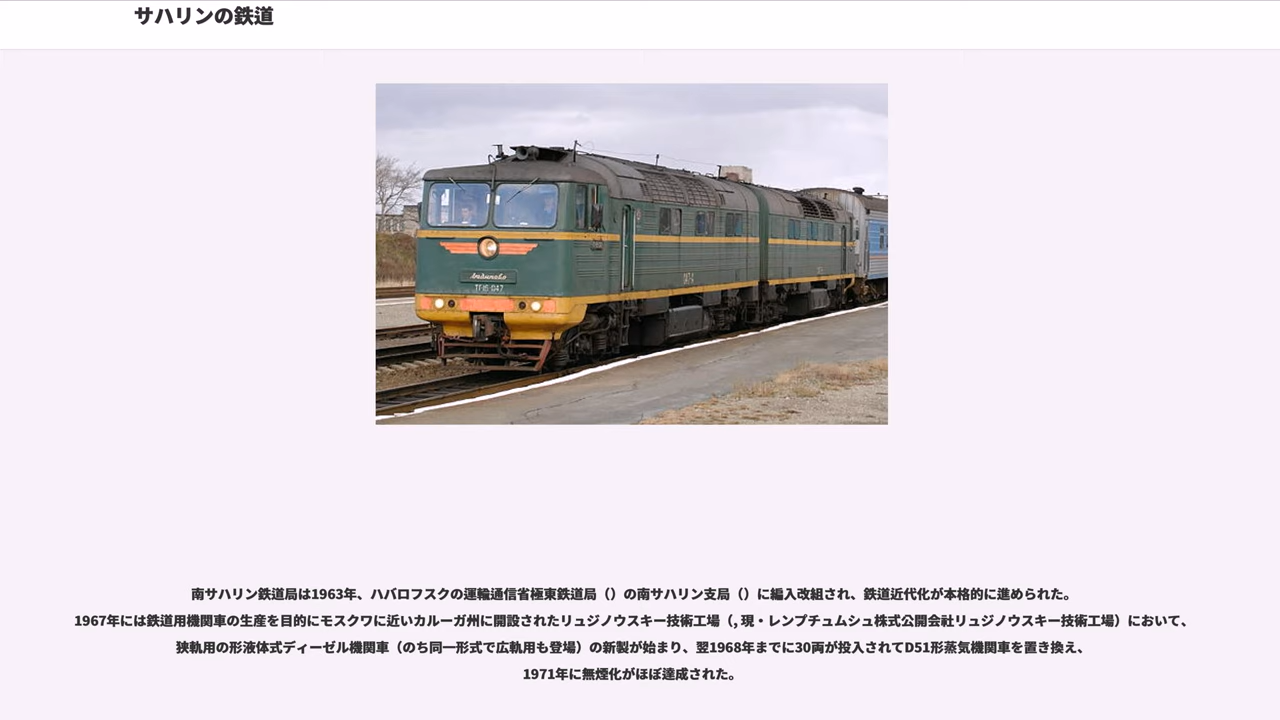 サハリンの鉄道
南サハリン鉄道局は1963年、ハバロフスクの運輸通信省極東鉄道局（）の南サハリン支局（）に編入改組され、鉄道近代化が本格的に進められた。
1967年には鉄道用機関車の生産を目的にモスクワに近いカルーガ州に開設されたリュジノウスキー技術工場（, 現・レンプチュムシュ株式公開会社リュジノウスキー技術工場）において、
狭軌用の形液体式ディーゼル機関車（のち同一形式で広軌用も登場）の新製が始まり、翌1968年までに30両が投入されてD51形蒸気機関車を置き換え、
1971年に無煙化がほぼ達成された。